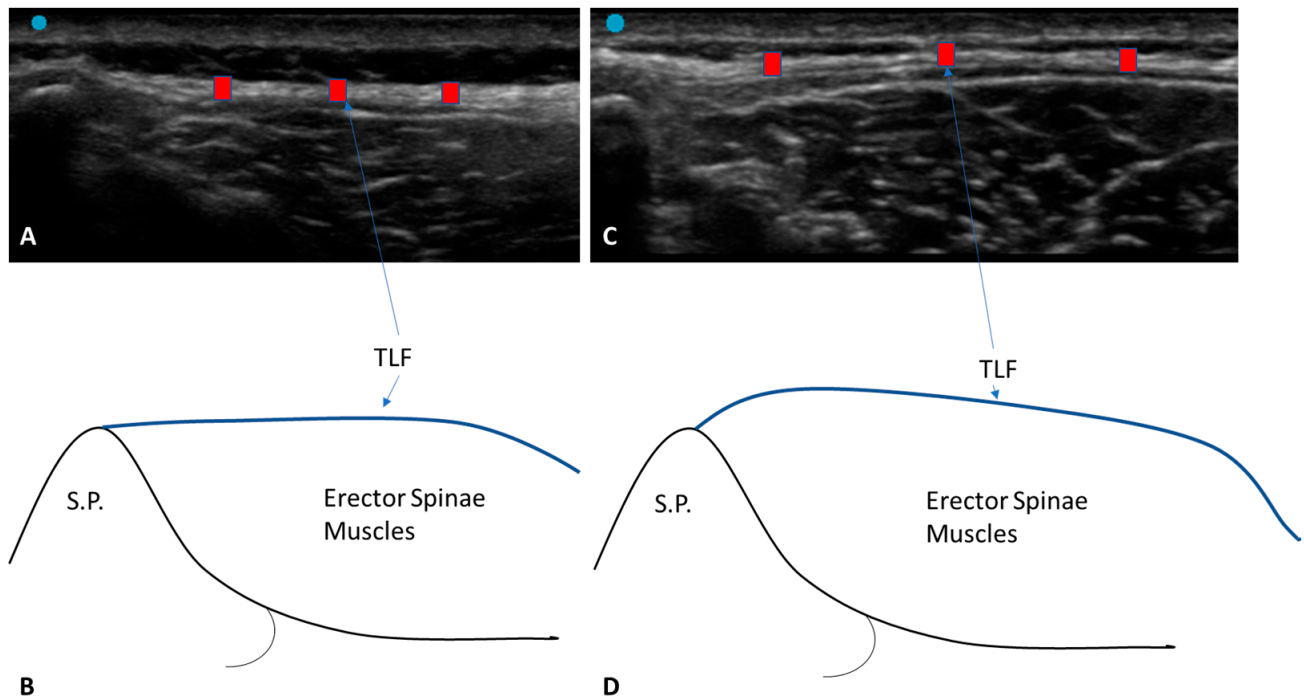 A
C
TLF
TLF
S.P.
Erector Spinae
Muscles
S.P.
Erector Spinae
Muscles
B
D